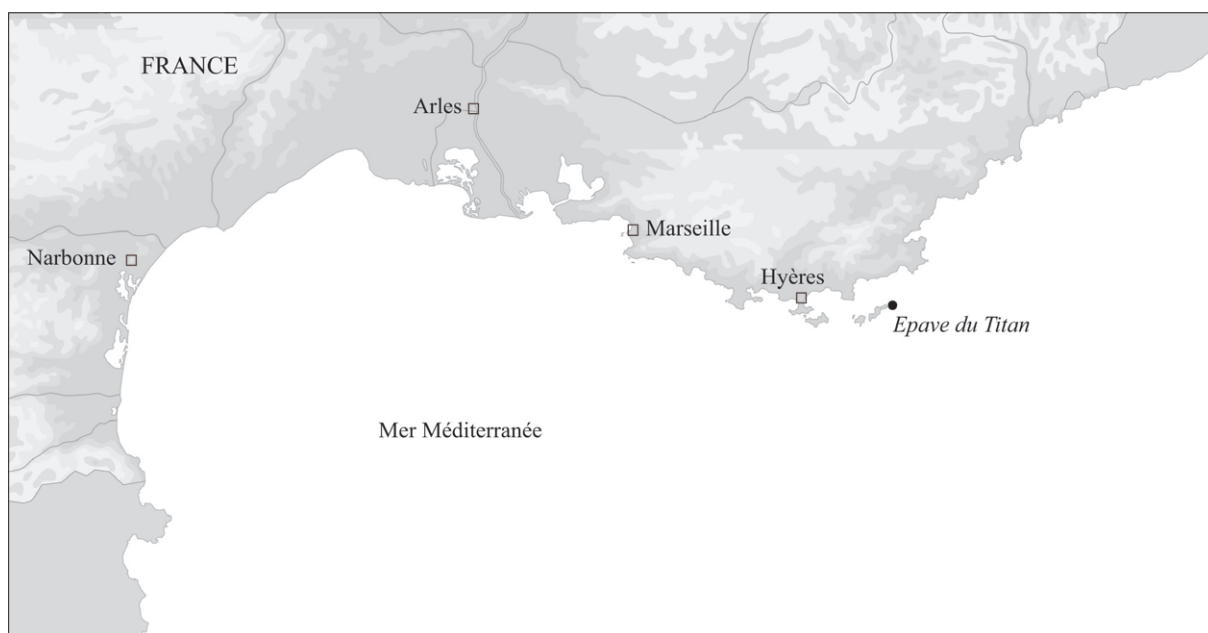 FRANCE
Arles
Marseille
Narbonne
Hyères
Epave du Titan
Mer Méditerranée